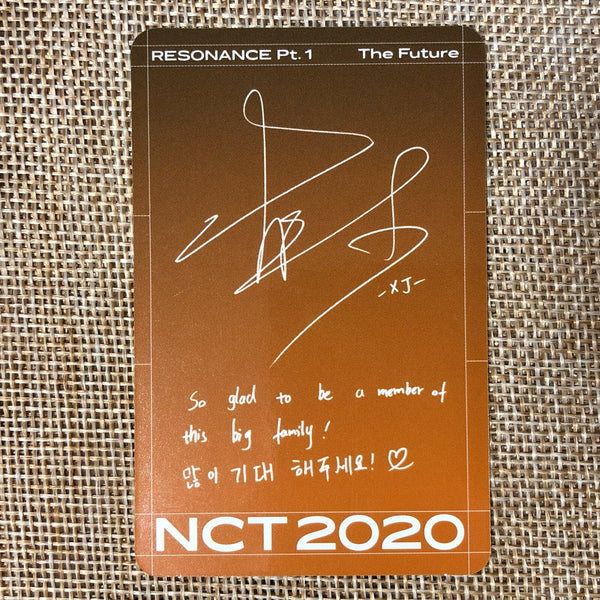 RESONANCE Pt. 1 The Future
-XJ-
So glad to be a member of
this big family!
많이 기대 해주세요! ♡
NCT 2020